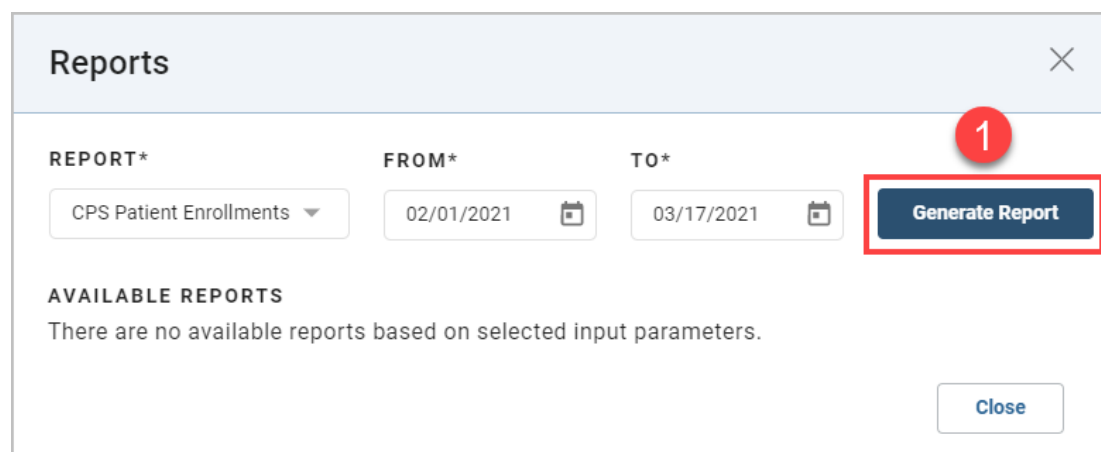 Reports
1
REPORT* FROM* TO*
CPS Patient Enrollments 02/01/2021 03/17/2021 Generate Report
AVAILABLE REPORTS
There are no available reports based on selected input parameters.
Close